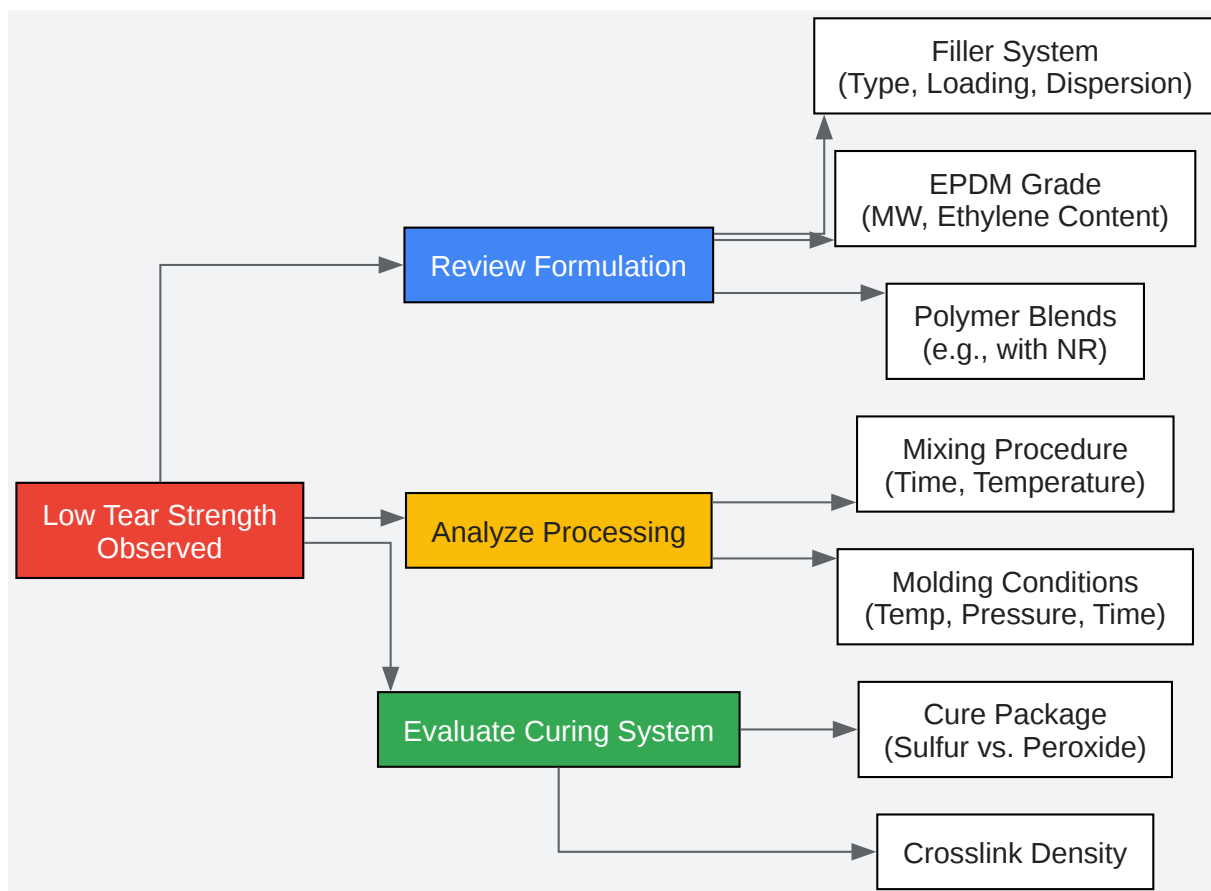 Filler System
(Type, Loading, Dispersion)
EPDM Grade
(MW, Ethylene Content)
Review Formulation
Polymer Blends
(e.g., with NR)
Mixing Procedure
(Time, Temperature)
Low Tear Strength
Observed
Analyze Processing
Molding Conditions
(Temp, Pressure, Time)
Evaluate Curing System
Cure Package
(Sulfur vs. Peroxide)
Crosslink Density